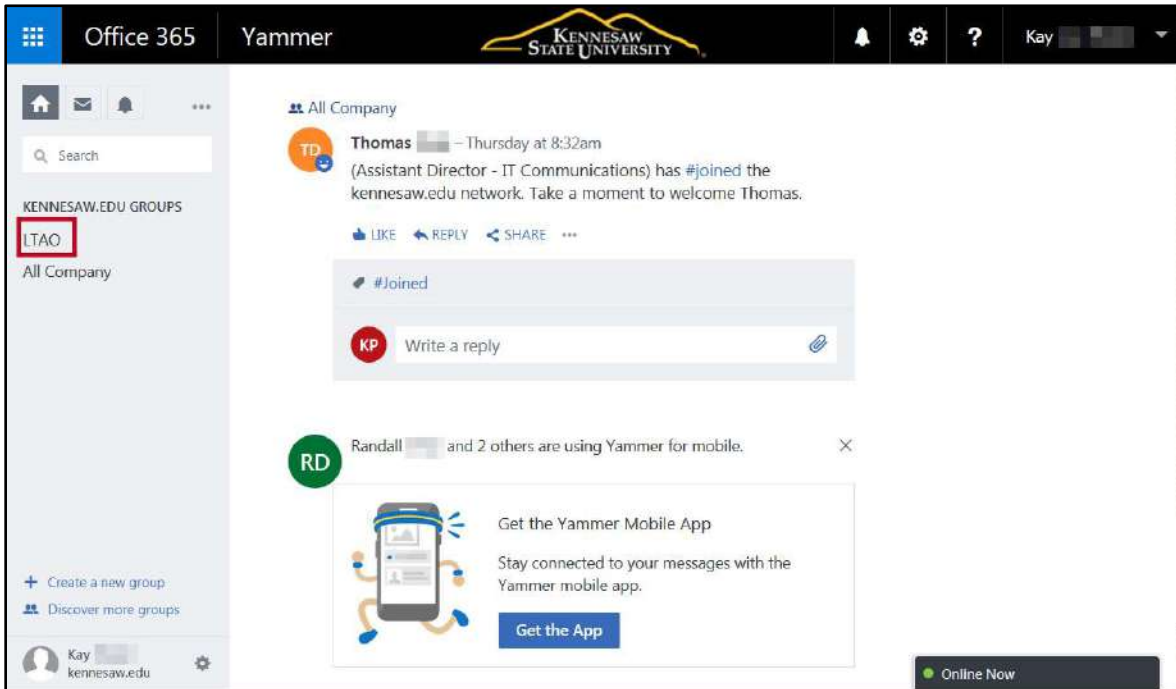 Office 365
Yammer
KENNESAW
STATE UNIVERSITY
?
Kay
Search
KENNESAW.EDU GROUPS
LTAO
All Company
+ Create a new group
Discover more groups
Kay
kennesaw.edu
All Company
TD
Thomas – Thursday at 8:32am
(Assistant Director - IT Communications) has #joined the
kennesaw.edu network. Take a moment to welcome Thomas.
LIKE REPLY SHARE •••
#Joined
KP
Write a reply
RD
Randall and 2 others are using Yammer for mobile.
Get the Yammer Mobile App
Stay connected to your messages with the
Yammer mobile app.
Get the App
Online Now